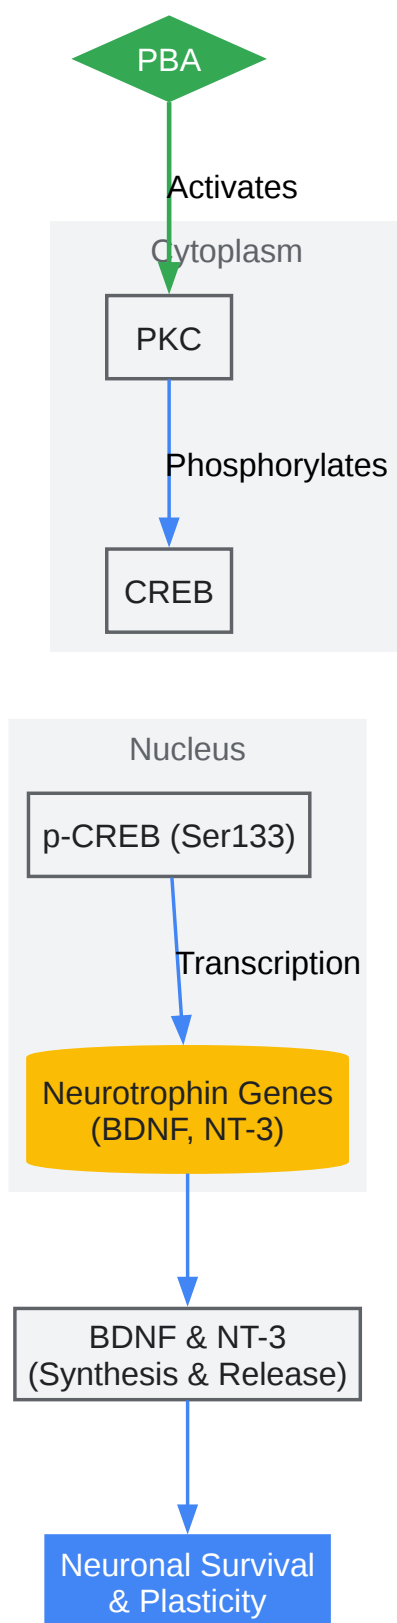 PBA
Activates
Cytoplasm
PKC
Phosphorylates
CREB
Nucleus
p-CREB (Ser133)
Transcription
Neurotrophin Genes
(BDNF, NT-3)
BDNF & NT-3
(Synthesis & Release)
Neuronal Survival
& Plasticity